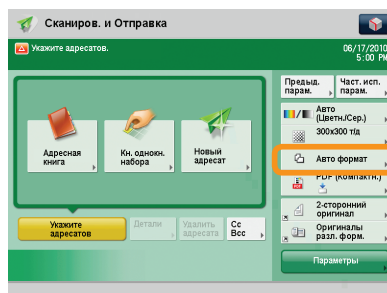 Сканиров. и Отправка
Укажите адресатов.
06/17/2010
5:00 PM
Предыд.
парам.
Част. исп.
парам.
Авто
(Цветн./Сер.)
300x300 т/д
Авто формат
PDF (Компактн.)
2-сторонний
оригинал
Оригиналы
разл. форм.
Параметры
Адресная
книга
Кн. однокн.
набора
Новый
адресат
Укажите
адресатов
Детали
Удалить
адресата
Cc
Bcc